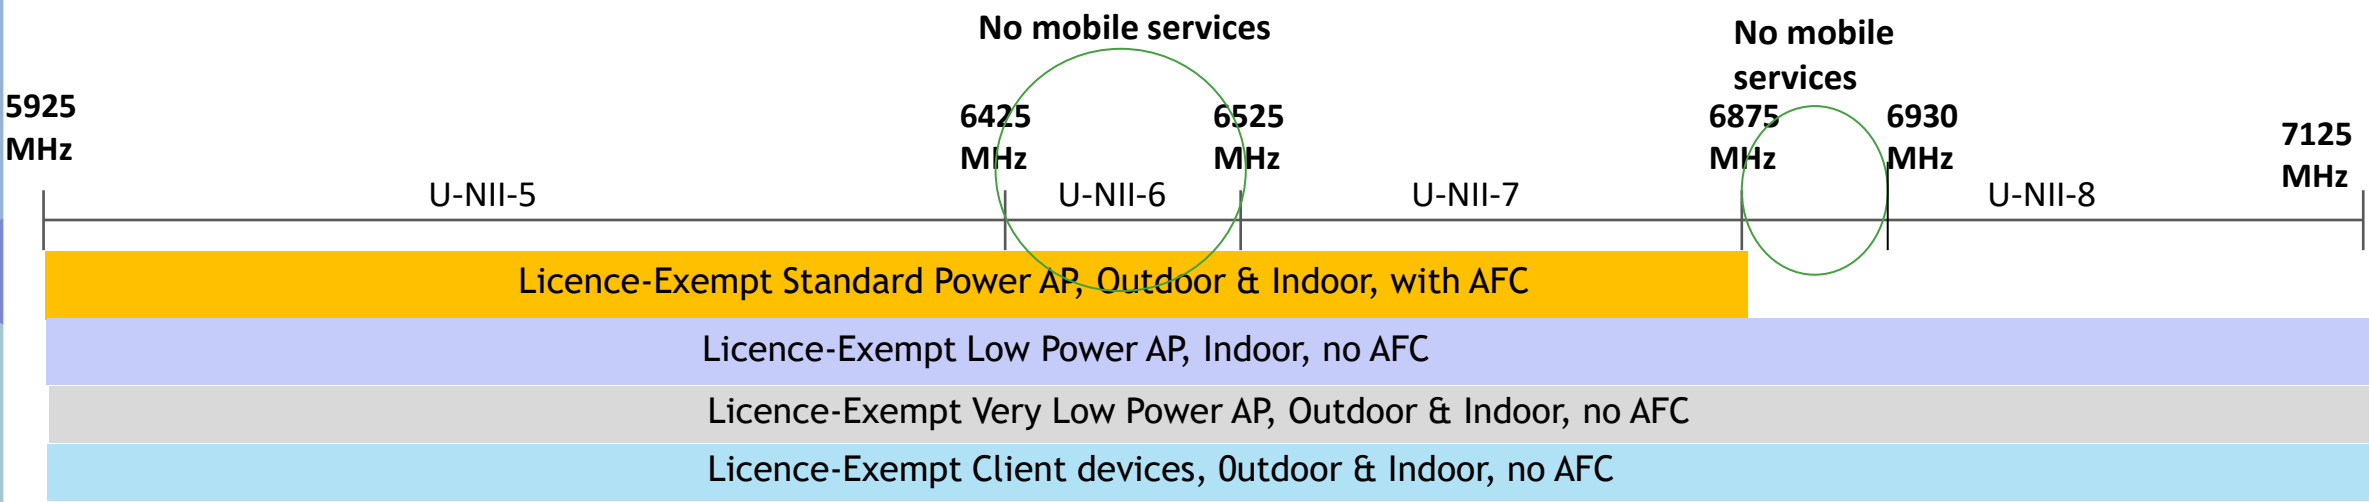 No mobile services
No mobile
services
5925
MHz
6425
MHz
6525
MHz
6875
MHz
6930
MHz
7125
MHz
U-NII-5
U-NII-6
U-NII-7
U-NII-8
Licence-Exempt Standard Power AP, Outdoor & Indoor, with AFC
Licence-Exempt Low Power AP, Indoor, no AFC
Licence-Exempt Very Low Power AP, Outdoor & Indoor, no AFC
Licence-Exempt Client devices, 0utdoor & Indoor, no AFC